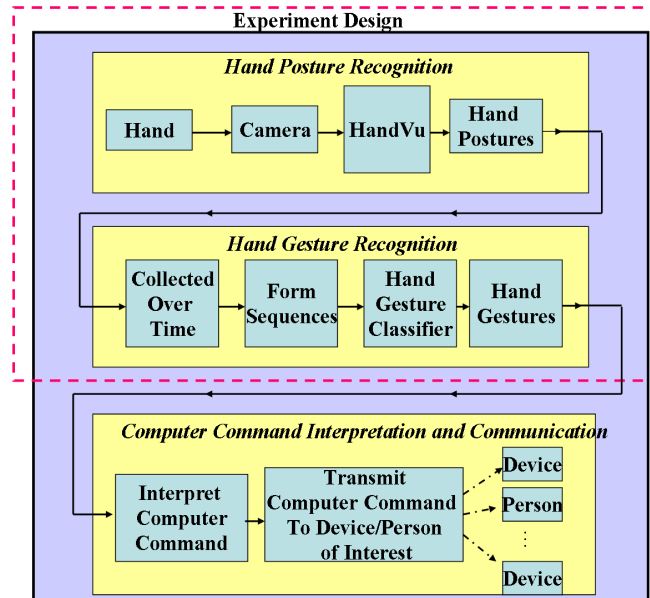 Experiment Design
Hand Posture Recognition
Hand
Camera
HandVu
Hand
Postures
Hand Gesture Recognition
Collected
Over
Time
Form
Sequences
Hand
Gesture
Classifier
Hand
Gestures
Computer Command Interpretation and Communication
Interpret
Computer
Command
Transmit
Computer Command
To Device/Person
of Interest
Device
Person
⋮
Device